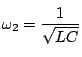 ω₂ = 1/√LC